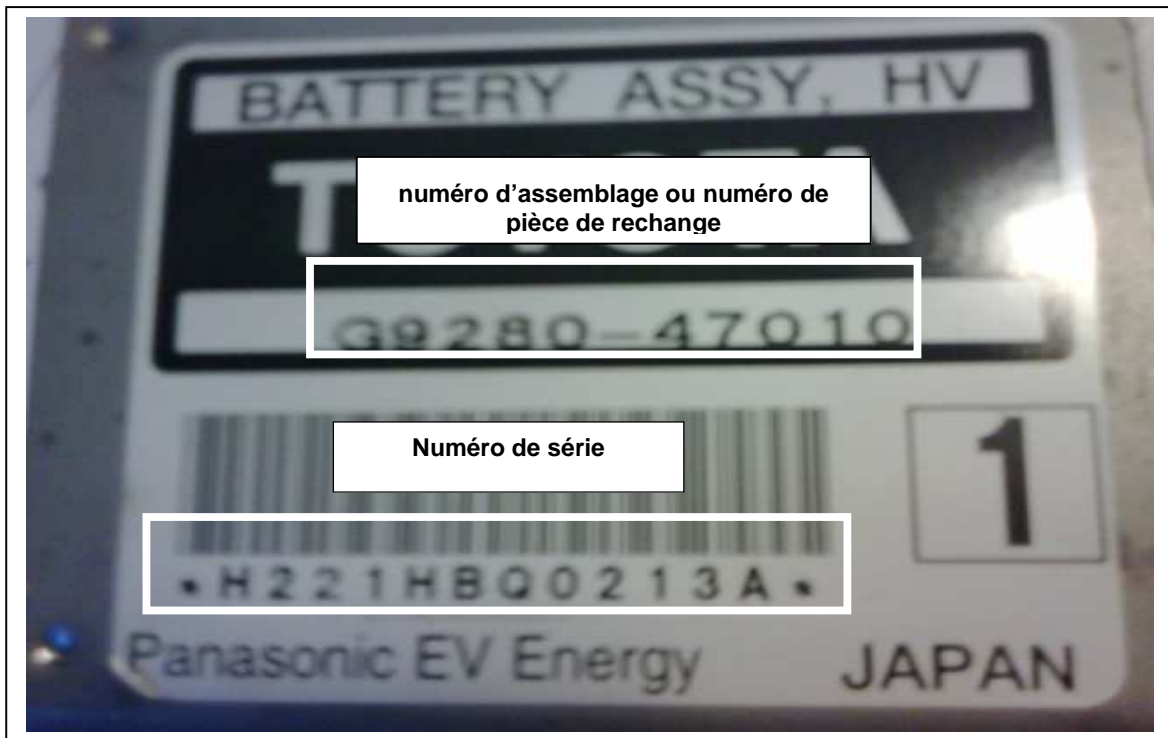 BATTERY ASSY, HV
numéro d'assemblage ou numéro de
pièce de rechange
G9280-47010
Numéro de série
*H221HBQ0213A*
1
Panasonic EV Energy
JAPAN